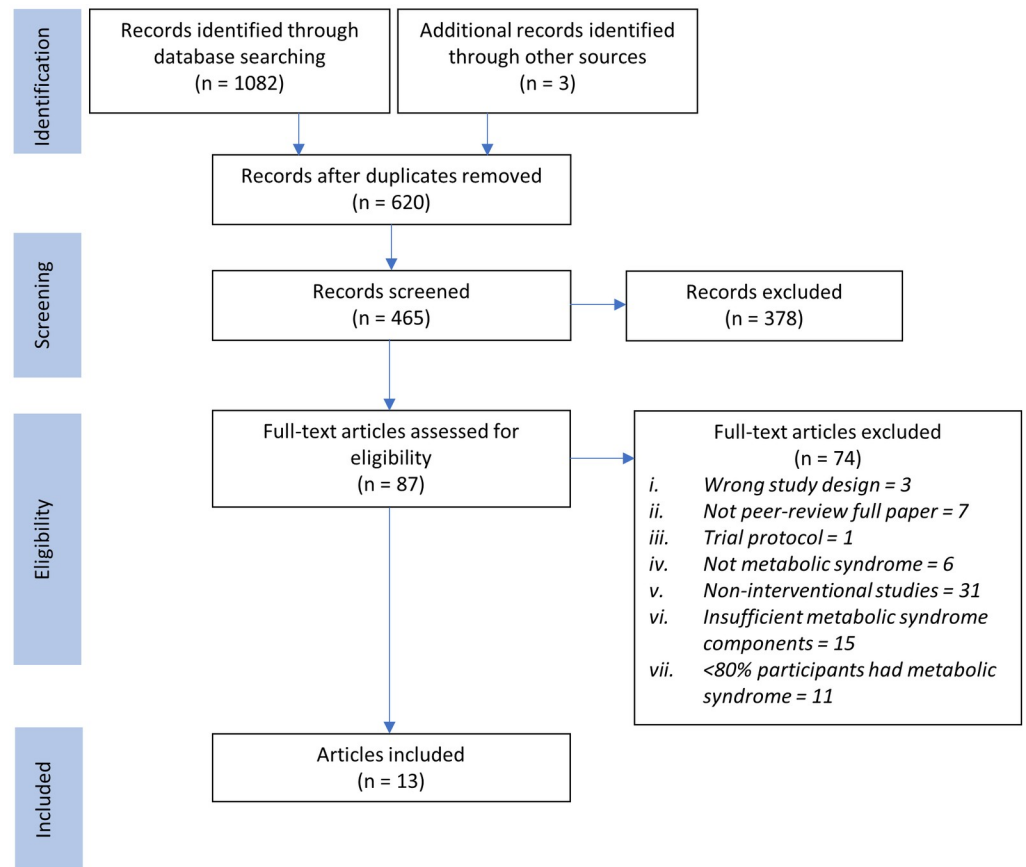 Identification
Records identified through
database searching
(n = 1082)
Additional records identified
through other sources
(n = 3)
Records after duplicates removed
(n = 620)
Screening
Records screened
(n = 465)
Records excluded
(n = 378)
Eligibility
Full-text articles assessed for
eligibility
(n = 87)
Full-text articles excluded
(n = 74)
i. Wrong study design = 3
ii. Not peer-review full paper = 7
iii. Trial protocol = 1
iv. Not metabolic syndrome = 6
v. Non-interventional studies = 31
vi. Insufficient metabolic syndrome
components = 15
vii. <80% participants had metabolic
syndrome = 11
Included
Articles included
(n = 13)